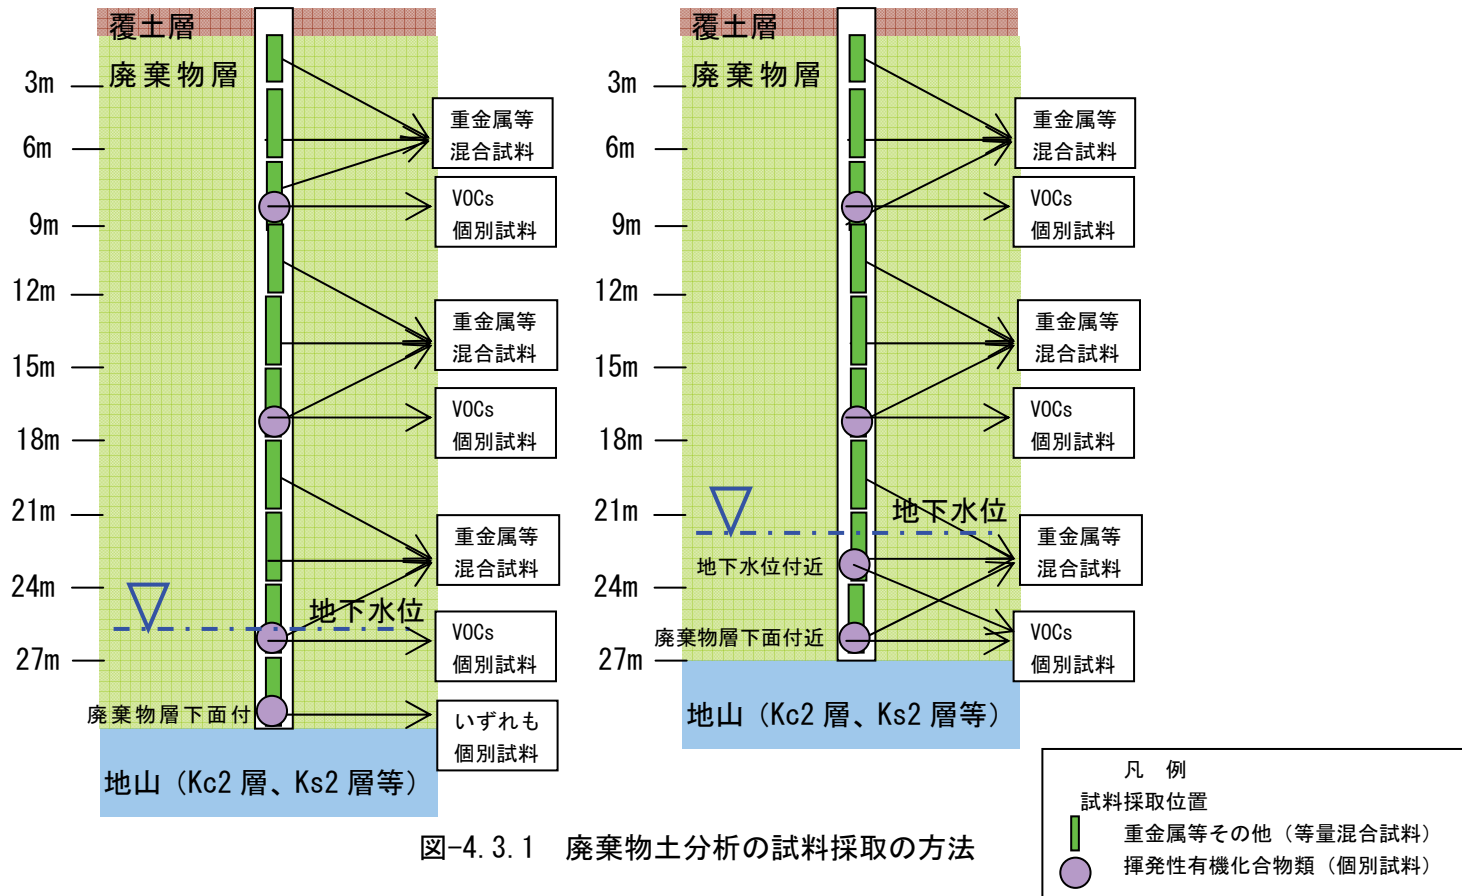 覆土層
廃棄物層
3m
6m
9m
12m
15m
18m
21m
24m
27m
重金属等
混合試料
VOCs
個別試料
重金属等
混合試料
VOCs
個別試料
重金属等
混合試料
地下水位
VOCs
個別試料
廃棄物層下面付
いずれも
個別試料
地山（Kc2 層、Ks2 層等）
覆土層
廃棄物層
3m
6m
9m
12m
15m
18m
21m
24m
27m
重金属等
混合試料
VOCs
個別試料
重金属等
混合試料
VOCs
個別試料
地下水位
地下水位付近
重金属等
混合試料
廃棄物層下面付近
VOCs
個別試料
地山（Kc2 層、Ks2 層等）
凡 例
試料採取位置
重金属等その他（等量混合試料）
揮発性有機化合物類（個別試料）
図-4.3.1 廃棄物土分析の試料採取の方法